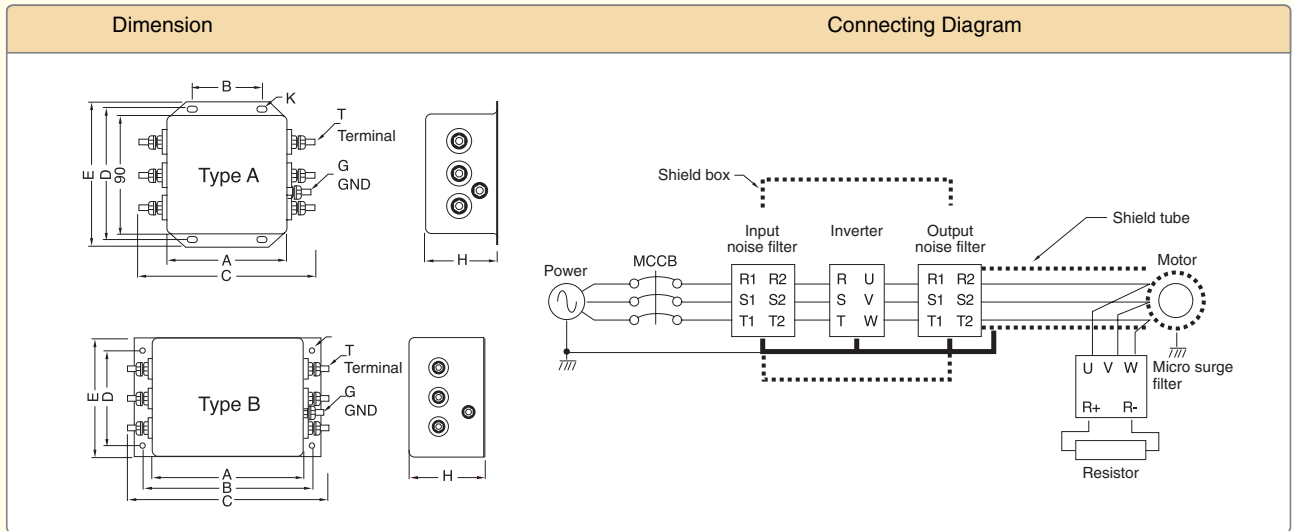 Dimension
Connecting Diagram
B
K
T
Terminal
G
GND
E
D
90
Type A
A
C
H
T
Terminal
G
GND
E
D
Type B
A
B
C
H
Shield box
Shield tube
Input
noise filter
Inverter
Output
noise filter
Power
MCCB
Motor
R1 R2
S1 S2
T1 T2
R U
S V
T W
R1 R2
S1 S2
T1 T2
U V W
R+ R-
Micro surge
filter
Resistor